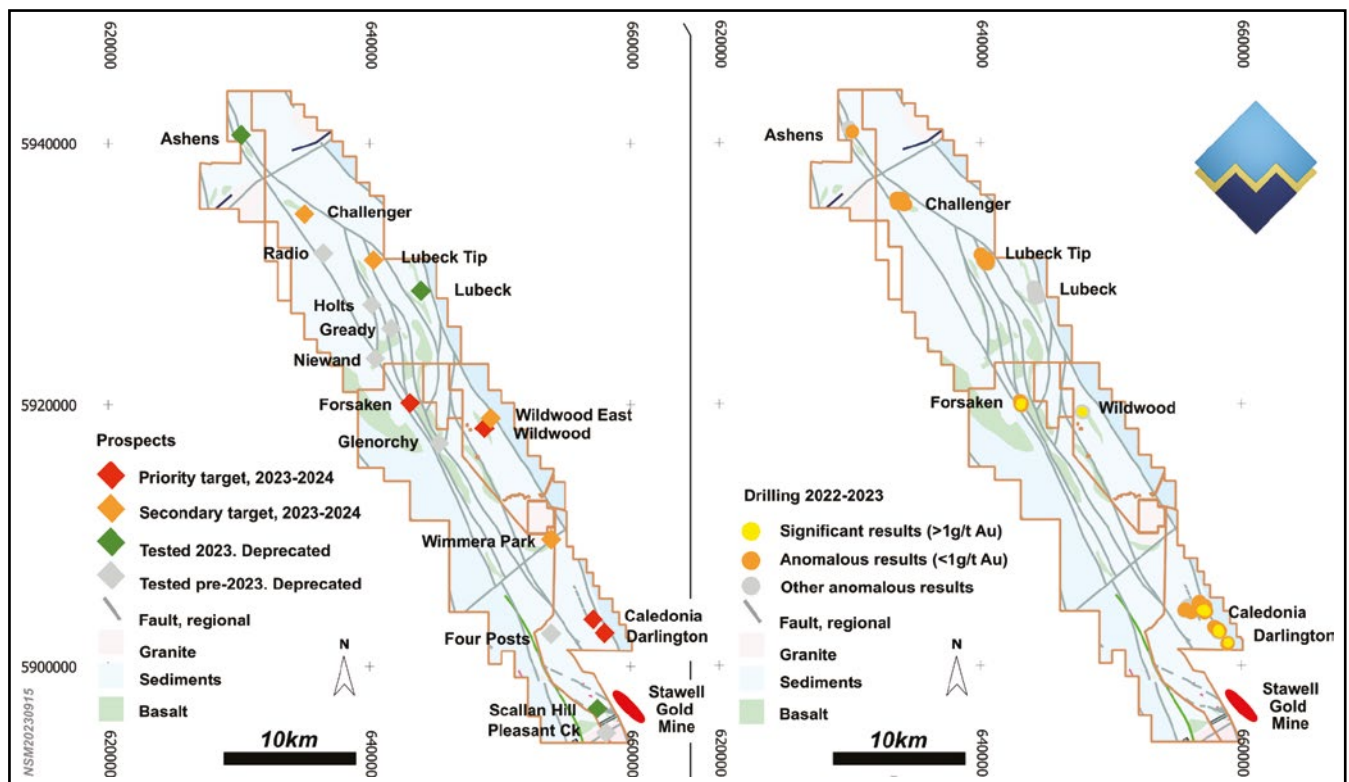 620000
640000
660000
5940000
Ashens
Challenger
Radio
Lubeck Tip
Lubeck
Holts
Gready
Niewand
5920000
Forsaken
Wildwood East
Wildwood
Glenorchy
Prospects
Priority target, 2023-2024
Secondary target, 2023-2024
Tested 2023. Deprecated
Tested pre-2023. Deprecated
Fault, regional
Granite
Sediments
Basalt
Wimmera Park
Caledonia
Darlington
Four Posts
N
5900000
Stawell
Gold
Mine
Scallan Hill
Pleasant Ck
10km
NSM20230915
620000
640000
660000
620000
640000
660000
Ashens
Challenger
Lubeck Tip
Lubeck
Forsaken
Wildwood
Drilling 2022-2023
Significant results (>1g/t Au)
Anomalous results (<1g/t Au)
Other anomalous results
Fault, regional
Granite
Sediments
Basalt
Caledonia
Darlington
N
Stawell
Gold
Mine
10km
620000
640000
660000